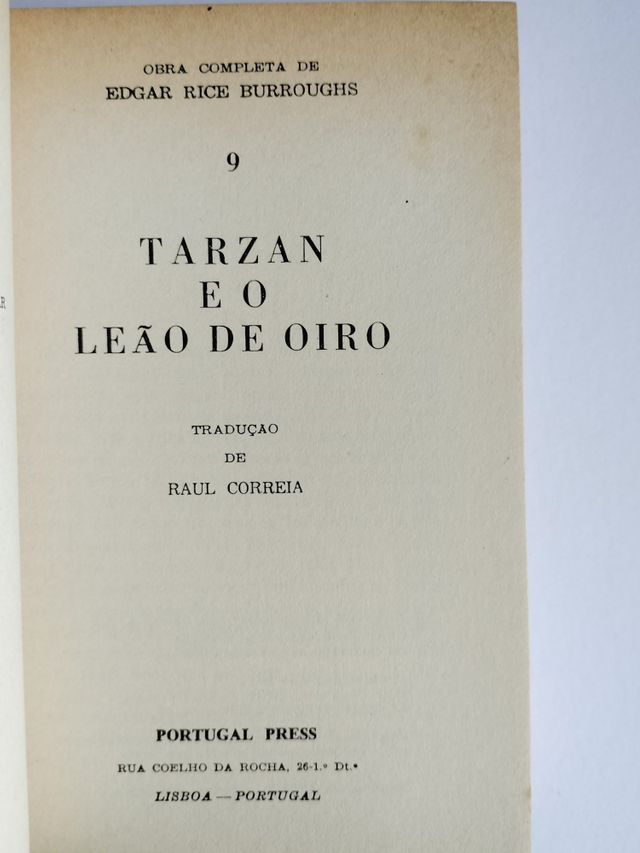 OBRA COMPLETA DE
EDGAR RICE BURROUGHS
9
TARZAN
E O
LEÃO DE OIRO
TRADUÇÃO
DE
RAUL CORREIA
PORTUGAL PRESS
RUA COELHO DA ROCHA, 26-1.º Dt.º
LISBOA — PORTUGAL